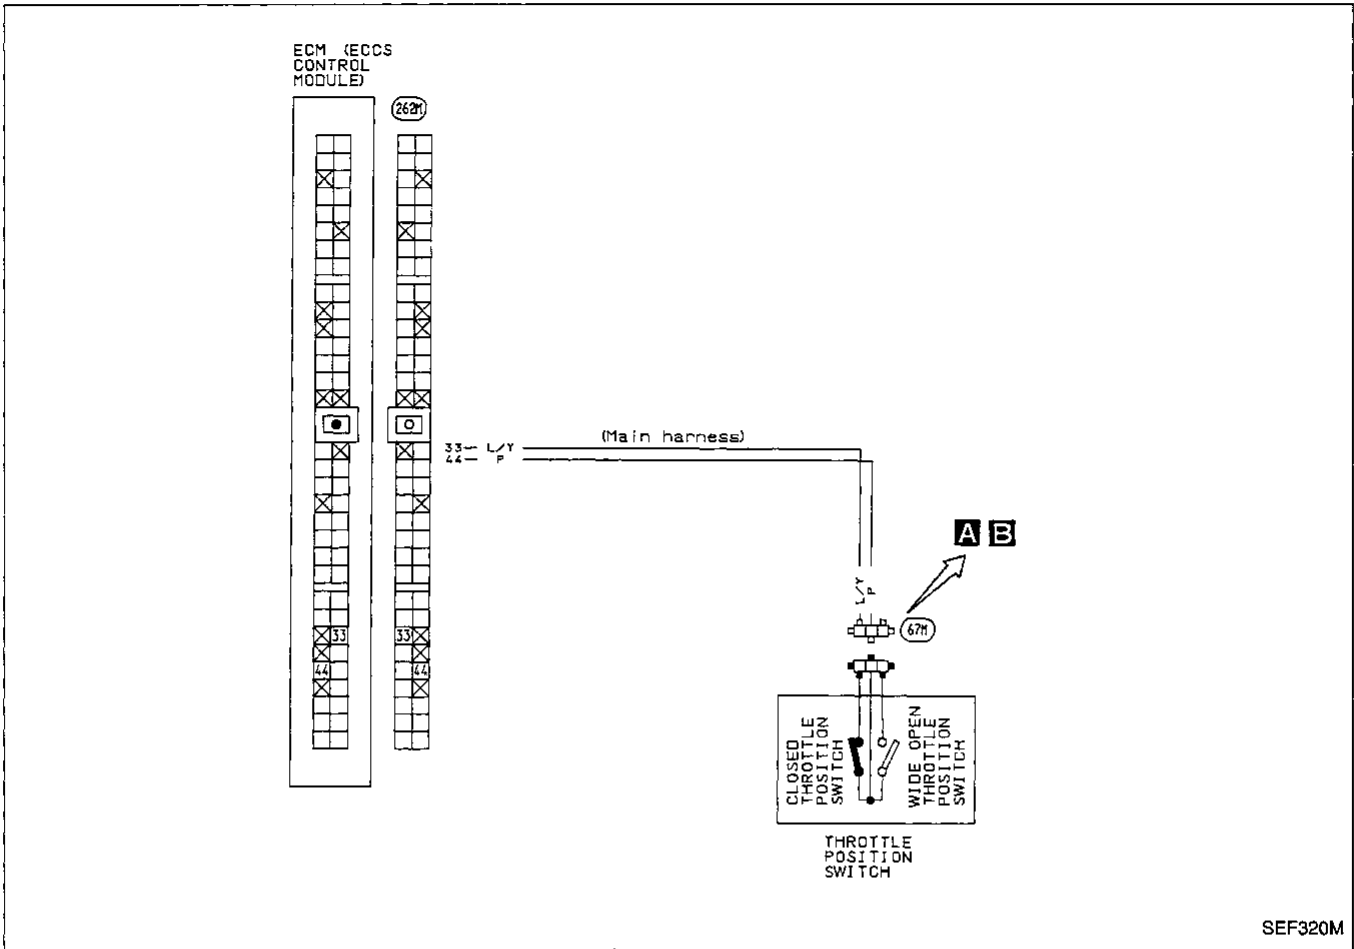 ECM (ECCS
CONTROL
MODULE)
262M
(Main harness)
33 L/Y
44 P
A B
L/Y
P
67M
33
33
44
44
CLOSED
THROTTLE
POSITION
SWITCH
WIDE OPEN
THROTTLE
POSITION
SWITCH
THROTTLE
POSITION
SWITCH
SEF320M